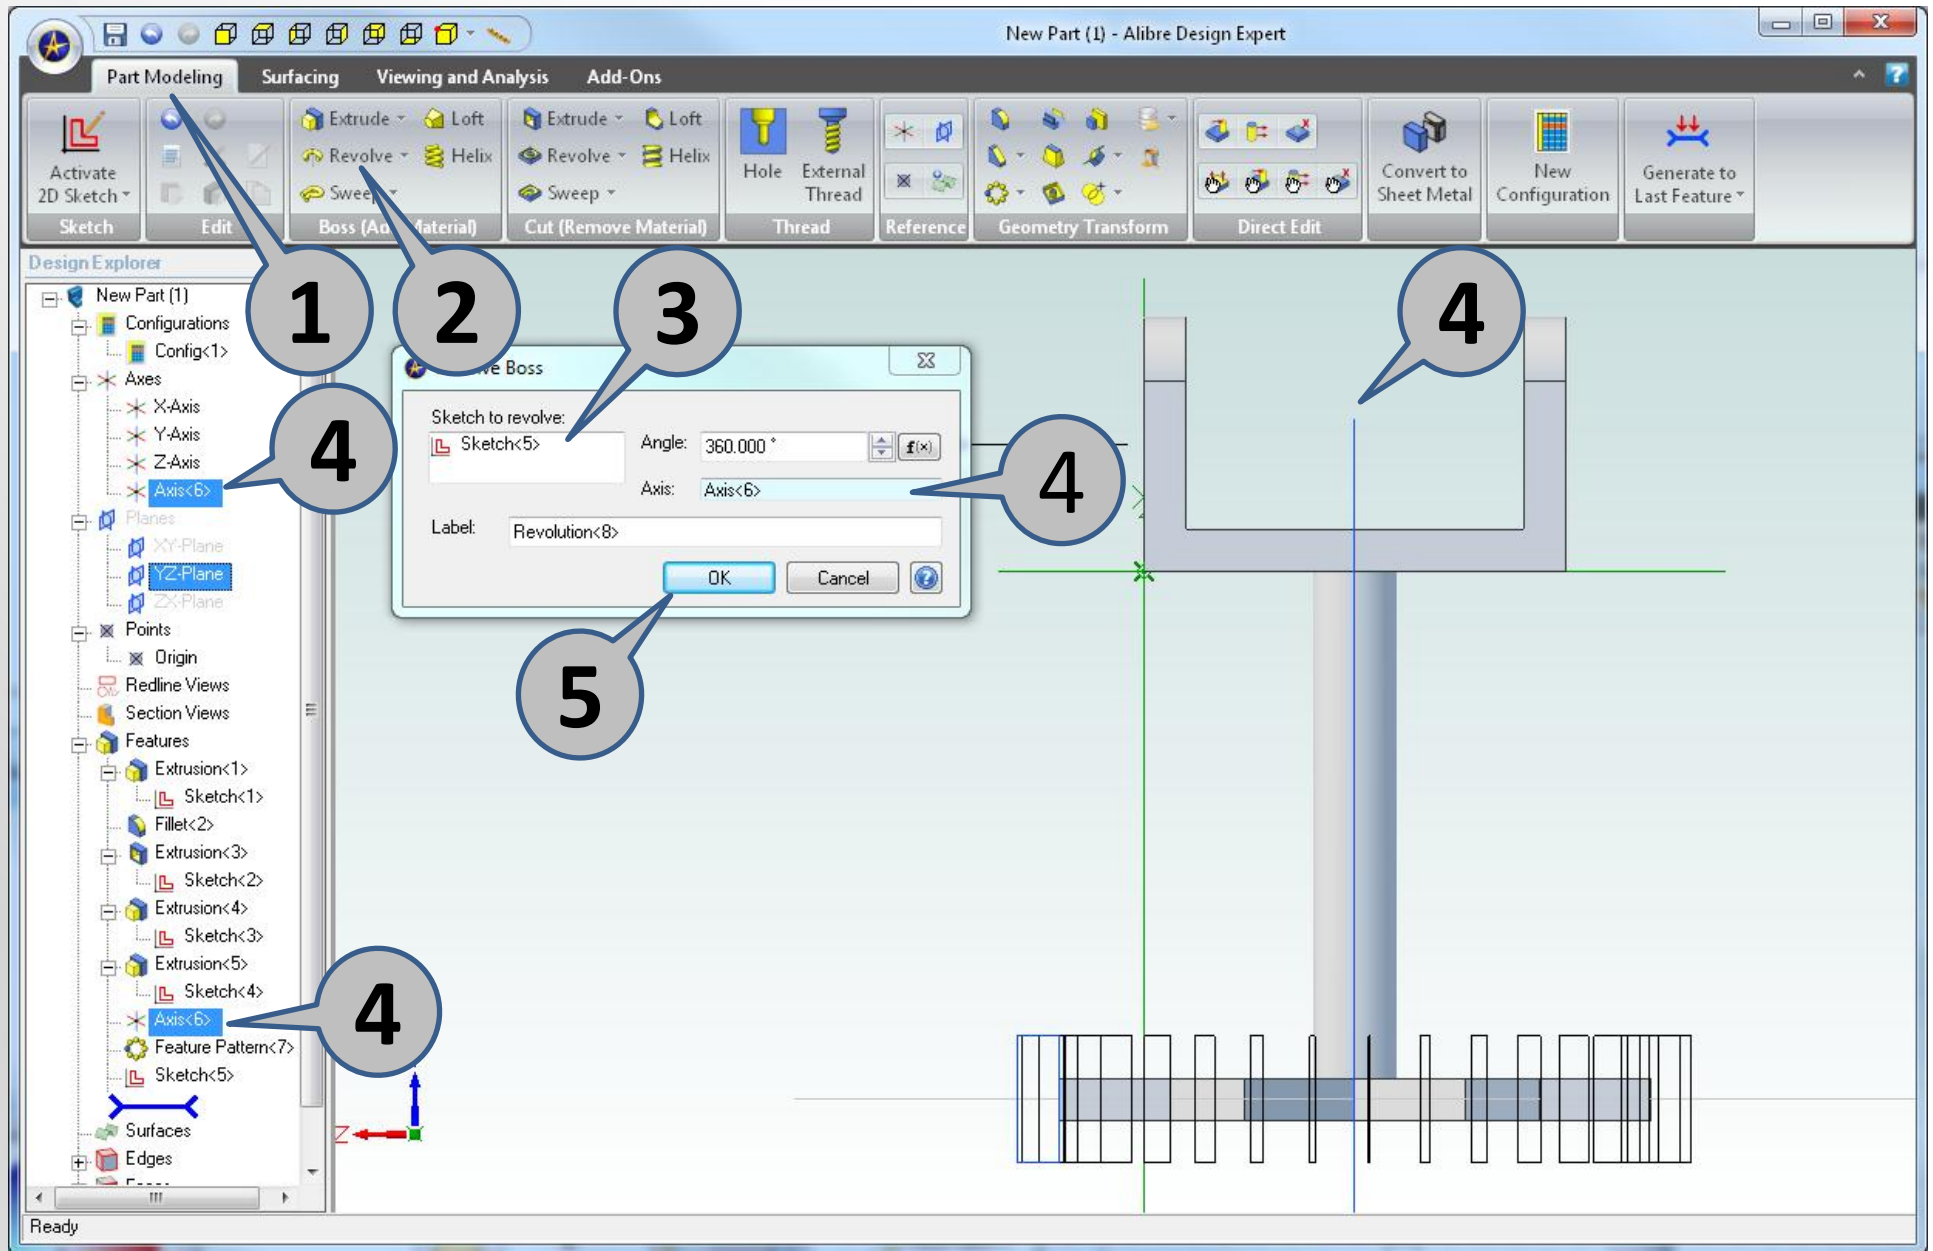 New Part (1) - Alibre Design Expert
Part Modeling Surfacing Viewing and Analysis Add-Ons
Activate
2D Sketch
Sketch
Edit
Extrude Loft
Revolve Helix
Sweep
Boss (Add Material)
Extrude Loft
Revolve Helix
Sweep
Cut (Remove Material)
Hole
External
Thread
Thread
Reference
Geometry Transform
Direct Edit
Convert to
Sheet Metal
New
Configuration
Generate to
Last Feature
1
2
3
4
Design Explorer
New Part (1)
Configurations
Config<1>
Axes
X-Axis
Y-Axis
Z-Axis
Axis<6>
4
Planes
XY-Plane
YZ-Plane
ZX-Plane
Points
Origin
Redline Views
Section Views
Features
Extrusion<1>
Sketch<1>
Fillet<2>
Extrusion<3>
Sketch<2>
Extrusion<4>
Sketch<3>
Extrusion<5>
Sketch<4>
Axis<6>
4
Feature Pattern<7>
Sketch<5>
Surfaces
Edges
Boss
Sketch to revolve:
Sketch<5>
Angle: 360.000 °
f(x)
Axis: Axis<6>
4
Label: Revolution<8>
OK Cancel
5
Z
Ready